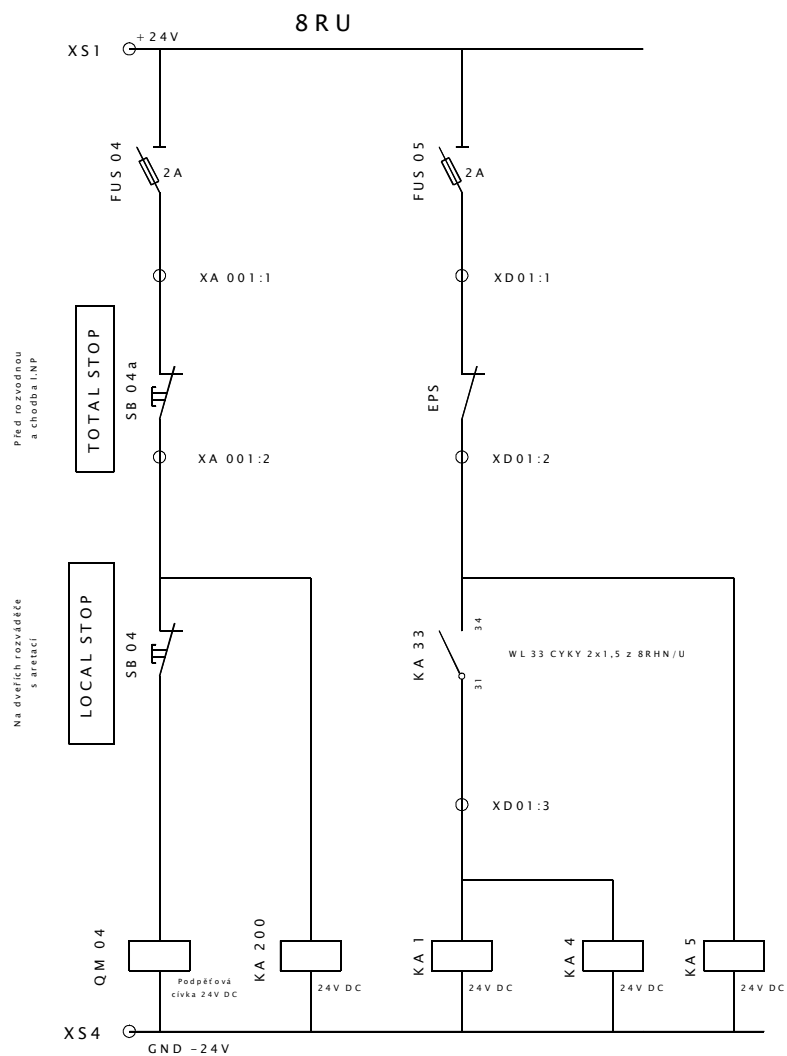 8RU
+24V
XS1
FUS 04
2A
FUS 05
2A
XA 001:1
XD01:1
Před rozvodnou
a chodba I.NP
TOTAL STOP
SB 04a
EPS
XA 001:2
XD01:2
Na dveřích rozváděče
s aretací
LOCAL STOP
SB 04
KA 33
34
31
WL 33 CYKY 2x1,5 z 8RHN/U
XD01:3
QM 04
Podpěťová
cívka 24V DC
KA 200
24V DC
KA 1
24V DC
KA 4
24V DC
KA 5
24V DC
XS4
GND -24V